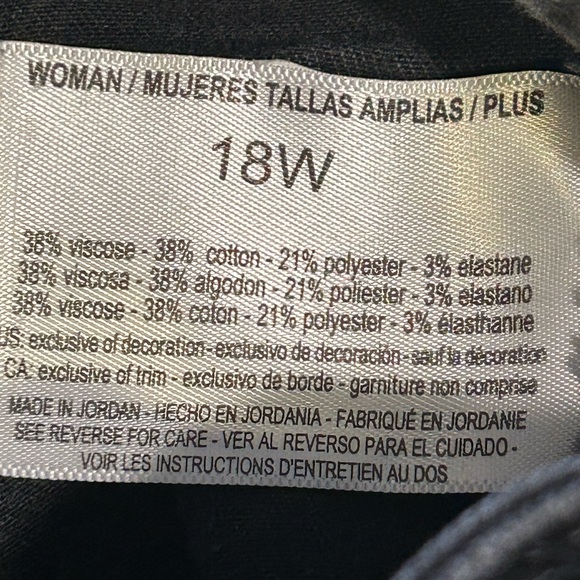 WOMAN / MUJERES TALLAS AMPLIAS / PLUS
18W
38% viscose - 38% cotton - 21% polyester - 3% elastane
38% viscosa - 38% algodon - 21% poliester - 3% elastano
38% viscose - 38% coton - 21% polyester - 3% élasthanne
US: exclusive of decoration - exclusivo de decoración - sauf la décoration
CA: exclusive of trim - exclusivo de borde - garniture non comprise
MADE IN JORDAN - HECHO EN JORDANIA - FABRIQUÉ EN JORDANIE
SEE REVERSE FOR CARE - VER AL REVERSO PARA EL CUIDADO -
VOIR LES INSTRUCTIONS D'ENTRETIEN AU DOS